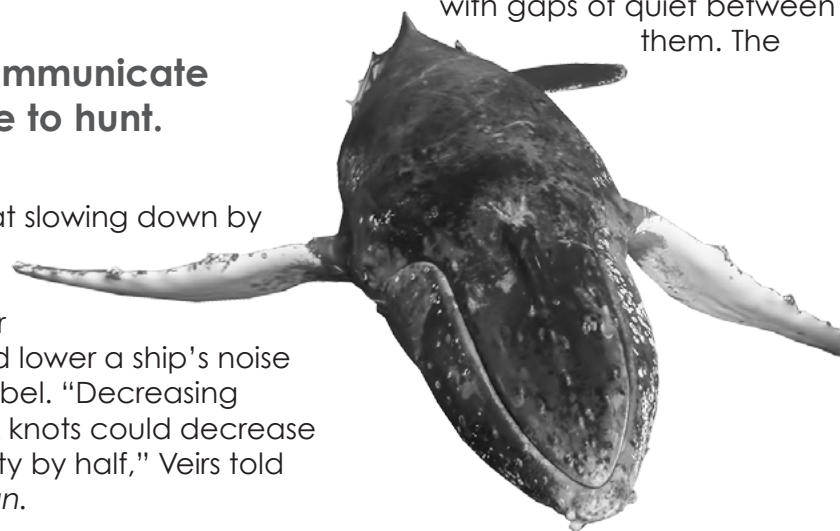 mmunicate
e to hunt.
at slowing down by
r
d lower a ship’s noise
bel. “Decreasing
knots could decrease
ty by half,” Veirs told
n.
with gaps of quiet between
them. The